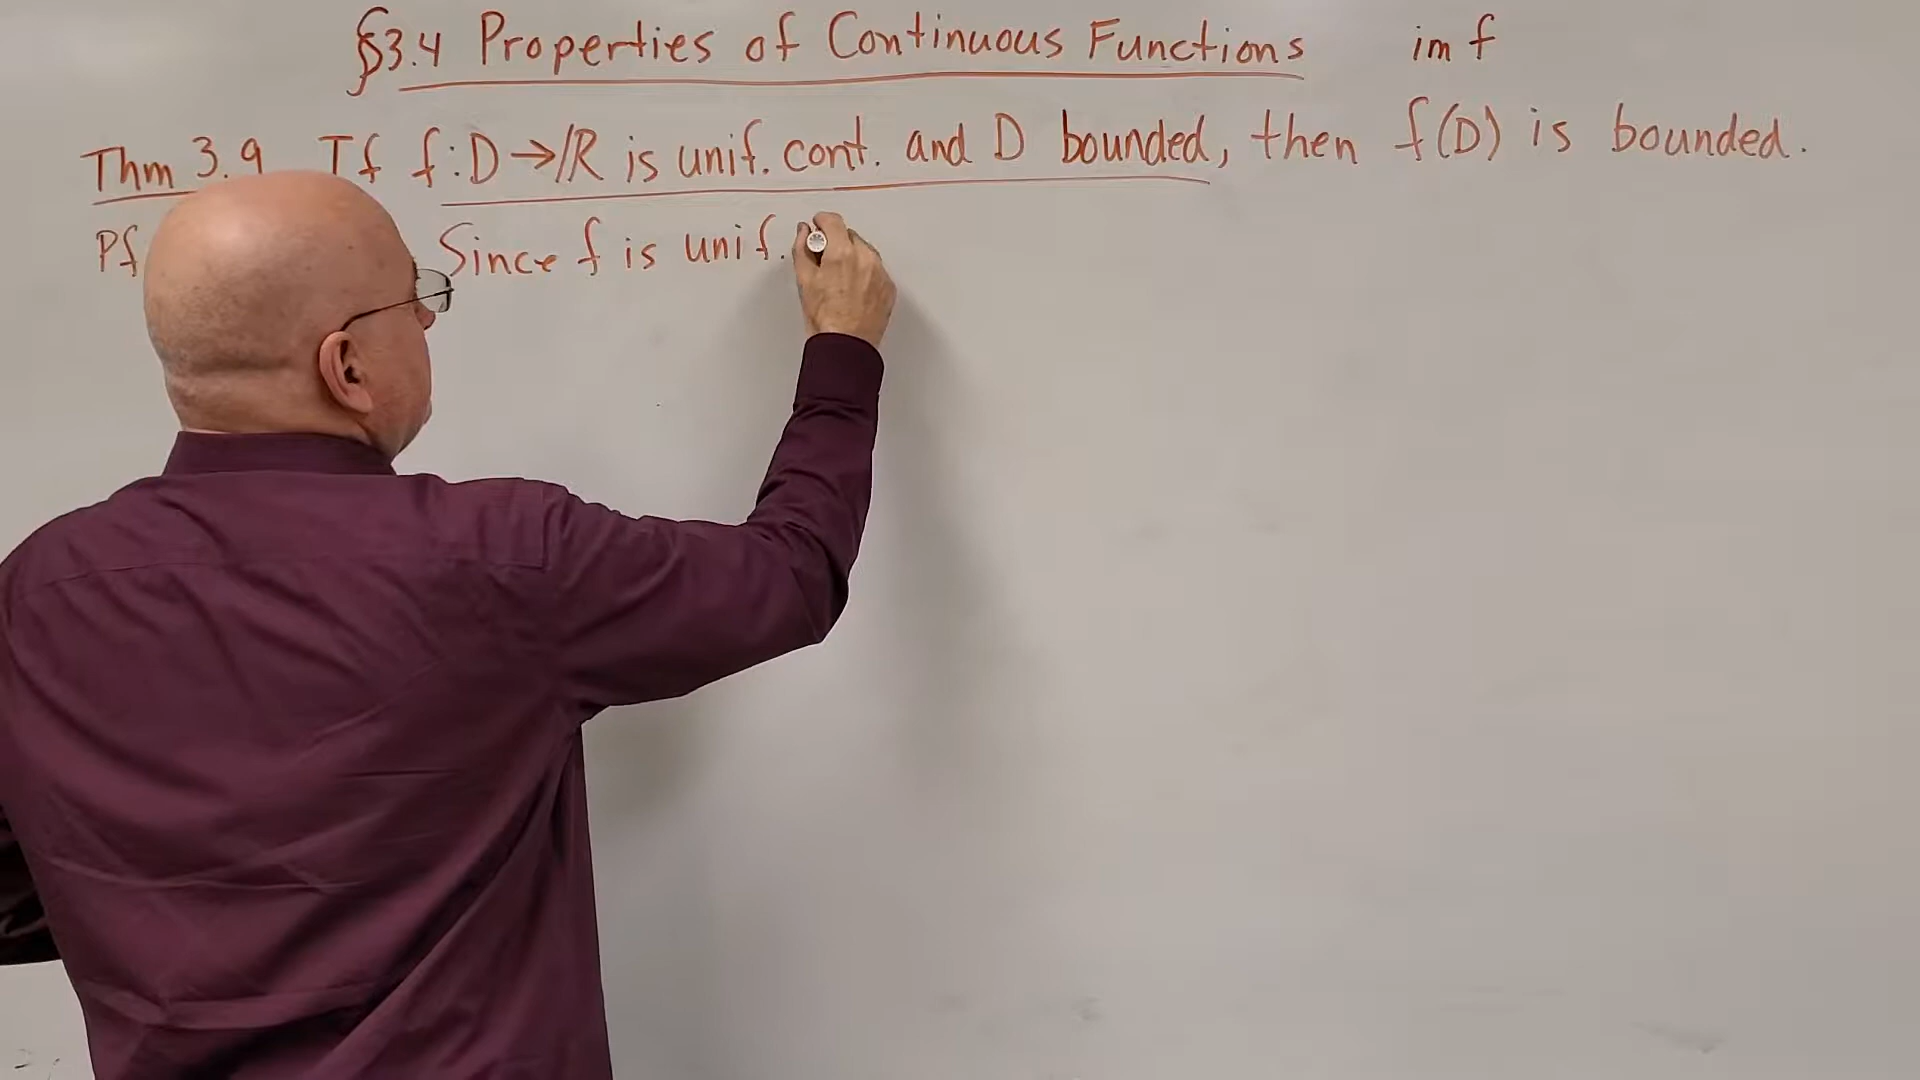 §3.4 Properties of Continuous Functions im f
Thm 3.9 If f:D→ℝ is unif. cont. and D bounded, then f(D) is bounded.
Pf Since f is unif.